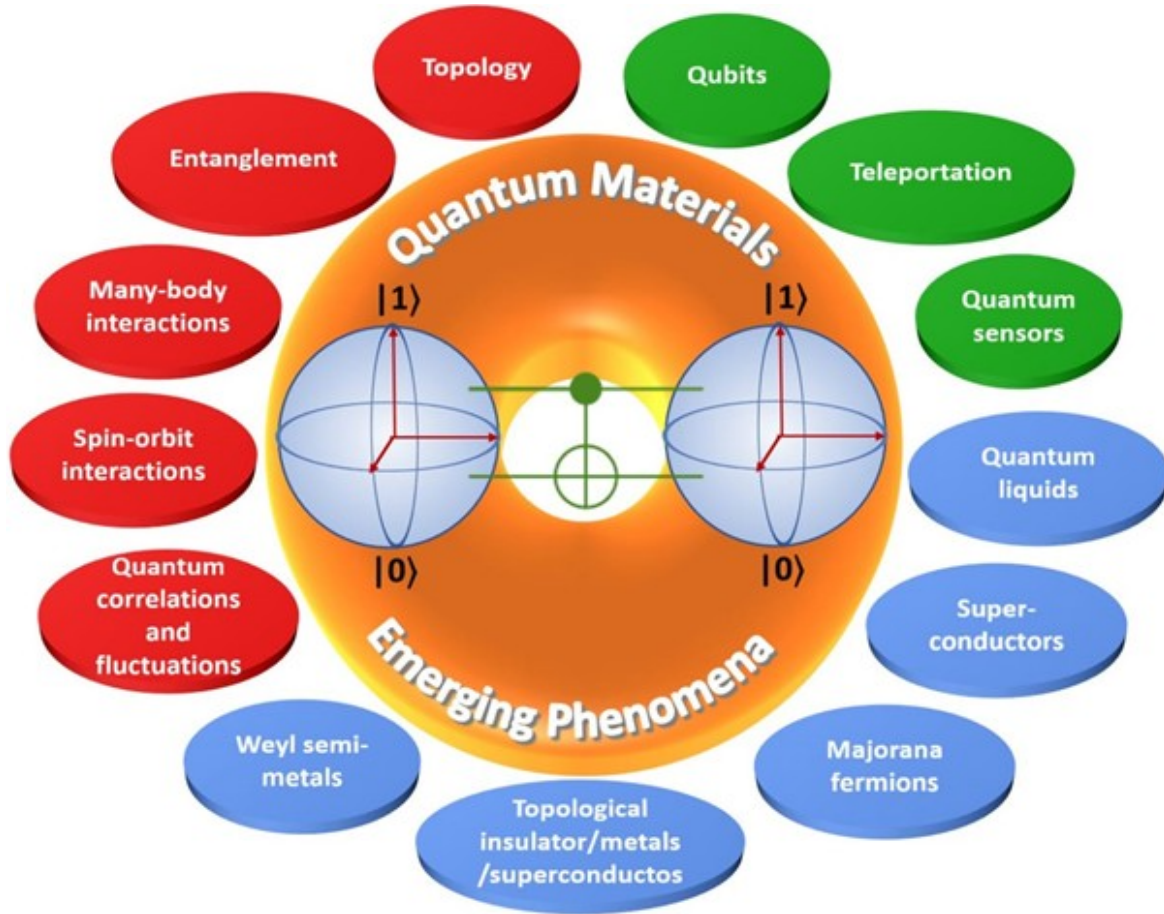 Topology
Qubits
Entanglement
Teleportation
Quantum Materials
Many-body
interactions
|1⟩
|1⟩
Quantum
sensors
Spin-orbit
interactions
Quantum
liquids
|0⟩
|0⟩
Quantum
correlations
and
fluctuations
Super-
conductors
Emerging Phenomena
Weyl semi-
metals
Majorana
fermions
Topological
insulator/metals
/superconductos